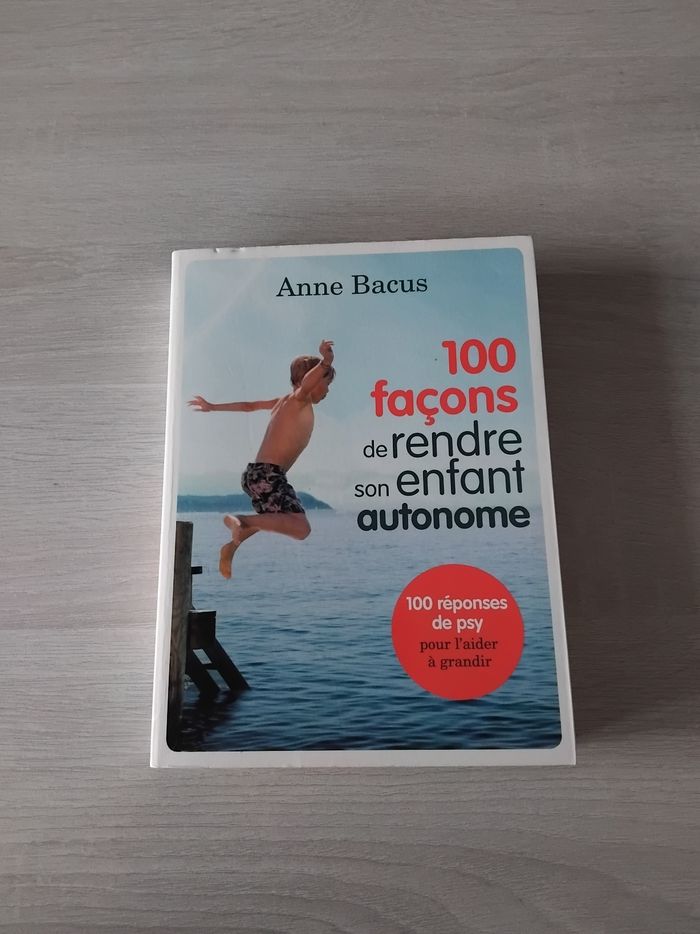 Anne Bacus
100
façons
de rendre
son enfant
autonome
100 réponses
de psy
pour l'aider
à grandir